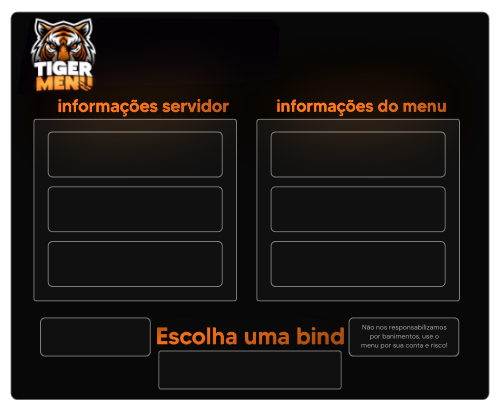 TIGER
MENU
informações servidor
informações do menu
Escolha uma bind
Não nos responsabilizamos
por banimentos, use o
menu por sua conta e risco!